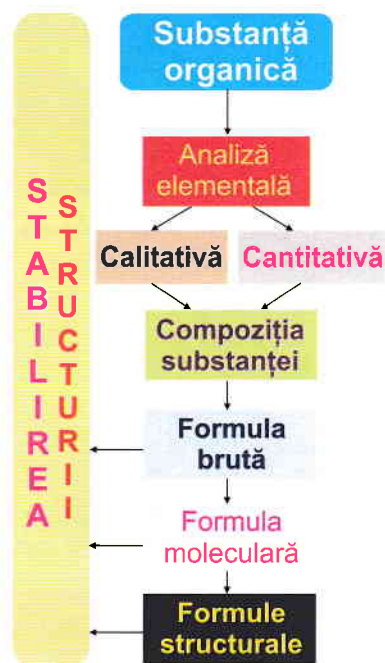 STABILIREA
STRUCTURII
Substanță
organică
Analiză
elementală
Calitativă
Cantitativă
Compoziția
substanței
Formula
brută
Formula
moleculară
Formule
structurale